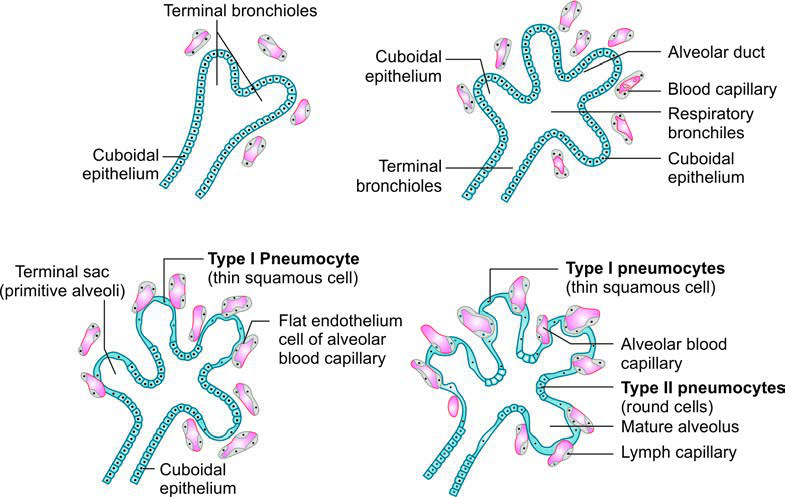 Terminal bronchioles
Cuboidal
epithelium
Cuboidal
epithelium
Terminal
bronchioles
Alveolar duct
Blood capillary
Respiratory
bronchiles
Cuboidal
epithelium
Terminal sac
(primitive alveoli)
Type I Pneumocyte
(thin squamous cell)
Flat endothelium
cell of alveolar
blood capillary
Cuboidal
epithelium
Type I pneumocytes
(thin squamous cell)
Alveolar blood
capillary
Type II pneumocytes
(round cells)
Mature alveolus
Lymph capillary